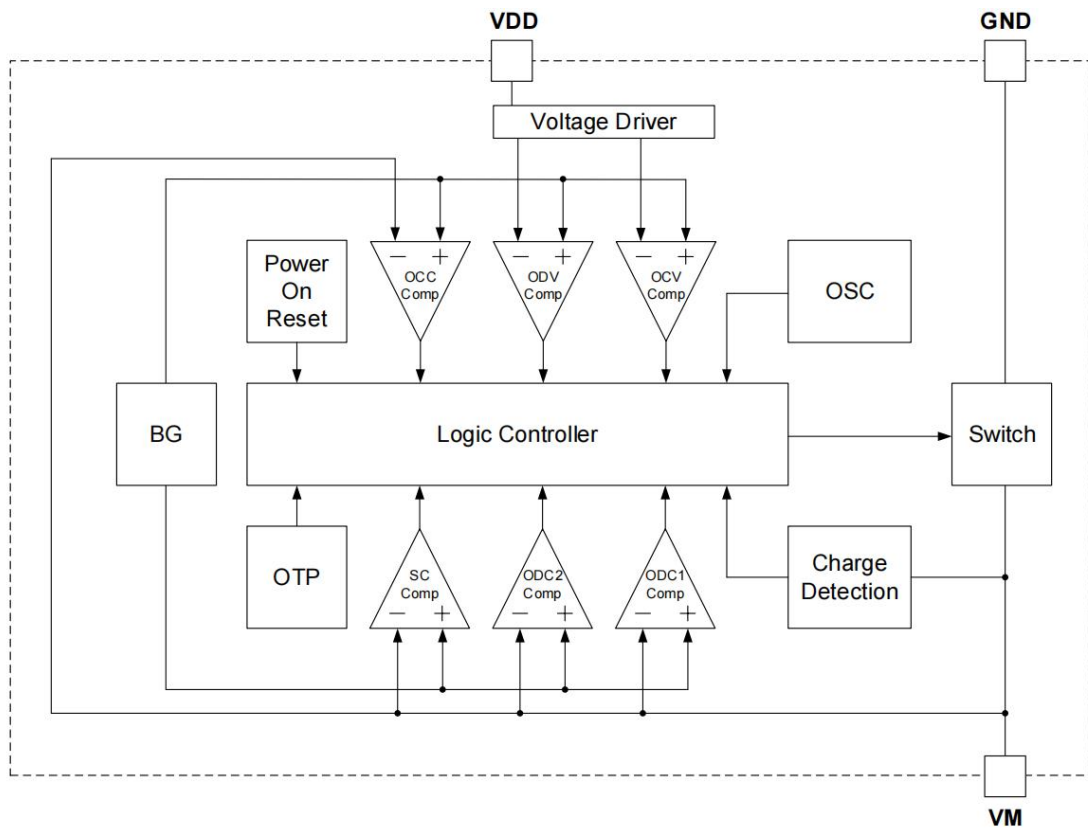 VDD
GND
Voltage Driver
Power
On
Reset
− +
OCC
Comp
− +
ODV
Comp
− +
OCV
Comp
OSC
BG
Logic Controller
Switch
OTP
SC
Comp
− +
ODC2
Comp
− +
ODC1
Comp
− +
Charge
Detection
VM